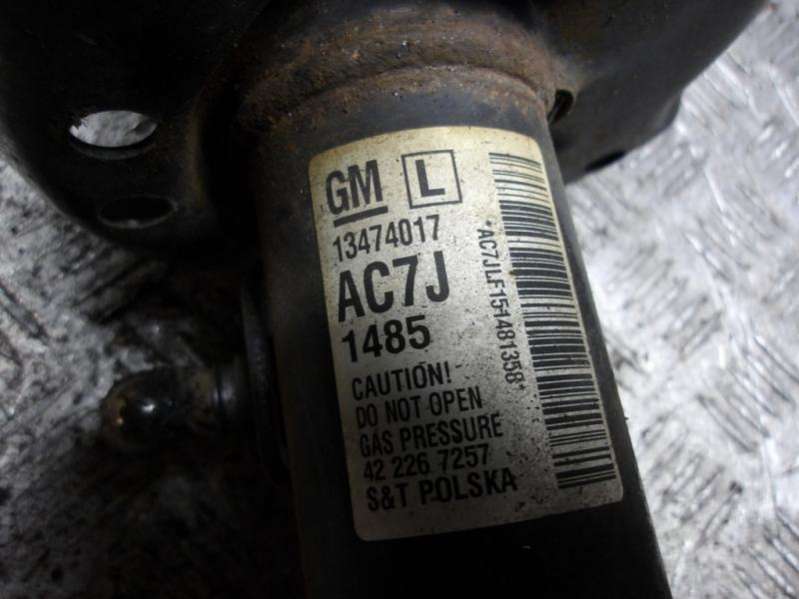 GM L
13474017
AC7J
1485
CAUTION!
DO NOT OPEN
GAS PRESSURE
42 226 7257
S&T POLSKA
*AC7JLF151481358*